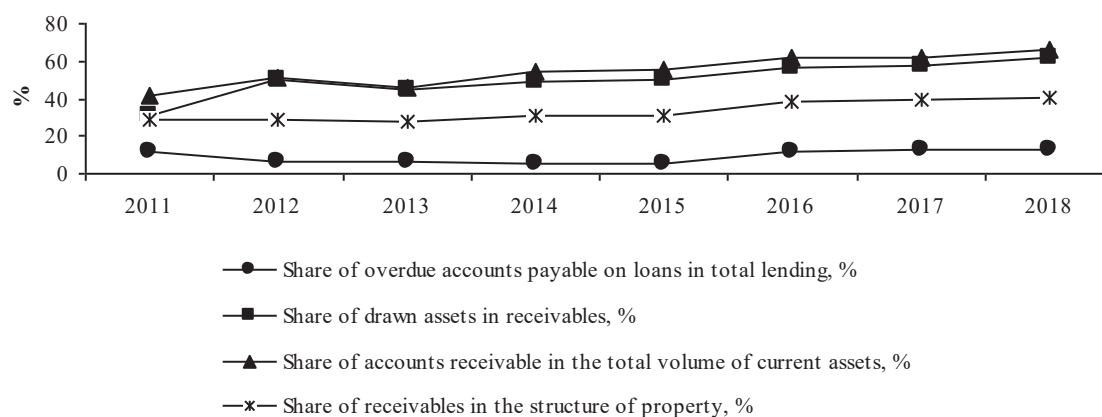 80
60
40
20
0
%
2011 2012 2013 2014 2015 2016 2017 2018
Share of overdue accounts payable on loans in total lending, %
Share of drawn assets in receivables, %
Share of accounts receivable in the total volume of current assets, %
Share of receivables in the structure of property, %